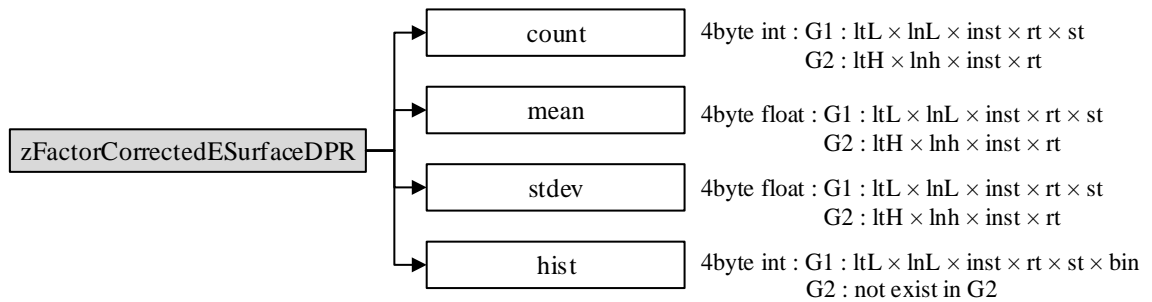 count
4byte int : G1 : ltL × lnL × inst × rt × st
G2 : ltH × lnh × inst × rt
mean
4byte float : G1 : ltL × lnL × inst × rt × st
G2 : ltH × lnh × inst × rt
zFactorCorrectedESurfaceDPR
stdev
4byte float : G1 : ltL × lnL × inst × rt × st
G2 : ltH × lnh × inst × rt
hist
4byte int : G1 : ltL × lnL × inst × rt × st × bin
G2 : not exist in G2